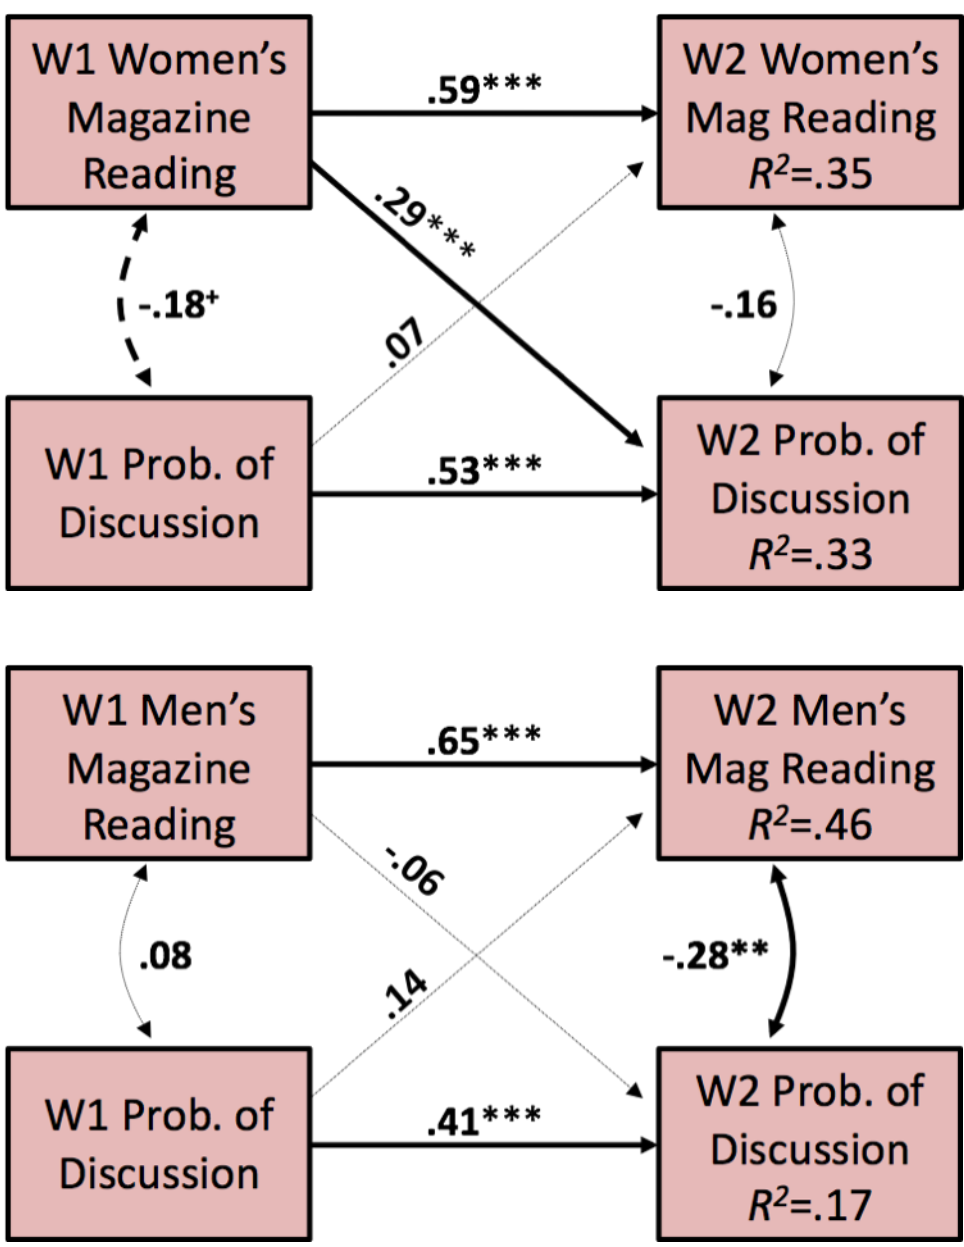 W1 Women's
Magazine
Reading
.59***
W2 Women's
Mag Reading
R²=.35
.29***
-.18⁺
.07
-.16
W1 Prob. of
Discussion
.53***
W2 Prob. of
Discussion
R²=.33
W1 Men's
Magazine
Reading
.65***
W2 Men's
Mag Reading
R²=.46
-.06
.08
.14
-.28**
W1 Prob. of
Discussion
.41***
W2 Prob. of
Discussion
R²=.17